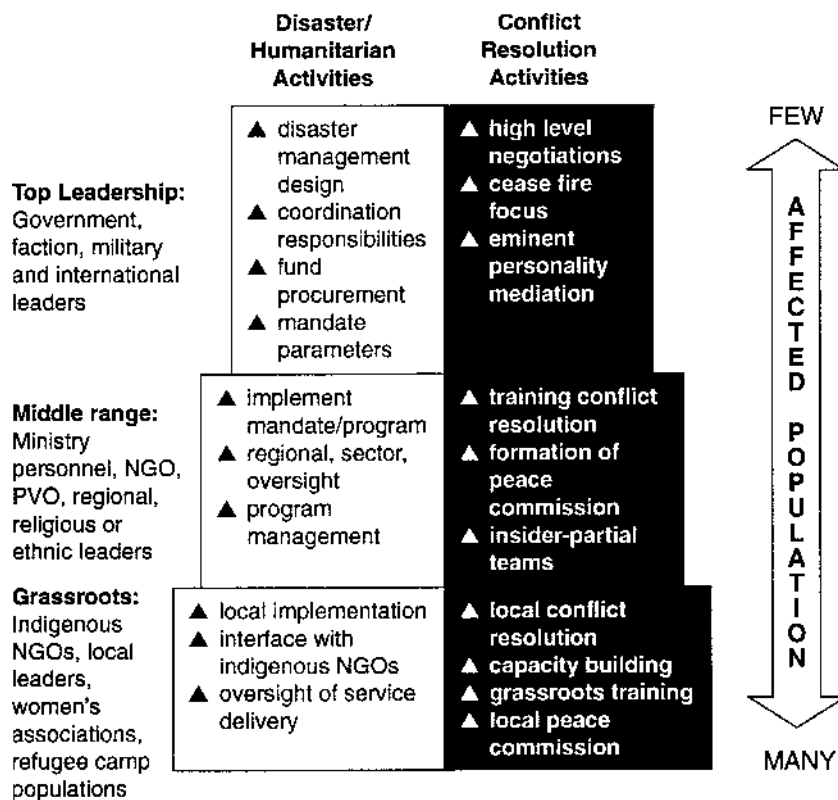 Disaster/
Humanitarian
Activities
Conflict
Resolution
Activities
Top Leadership:
Government,
faction, military
and international
leaders
▲ disaster
management
design
▲ coordination
responsibilities
▲ fund
procurement
▲ mandate
parameters
▲ high level
negotiations
▲ cease fire
focus
▲ eminent
personality
mediation
Middle range:
Ministry
personnel, NGO,
PVO, regional,
religious or
ethnic leaders
▲ implement
mandate/program
▲ regional, sector,
oversight
▲ program
management
▲ training conflict
resolution
▲ formation of
peace
commission
▲ insider-partial
teams
Grassroots:
Indigenous
NGOs, local
leaders,
women's
associations,
refugee camp
populations
▲ local implementation
▲ interface with
indigenous NGOs
▲ oversight of service
delivery
▲ local conflict
resolution
▲ capacity building
▲ grassroots training
▲ local peace
commission
FEW
AFFECTED POPULATION
MANY